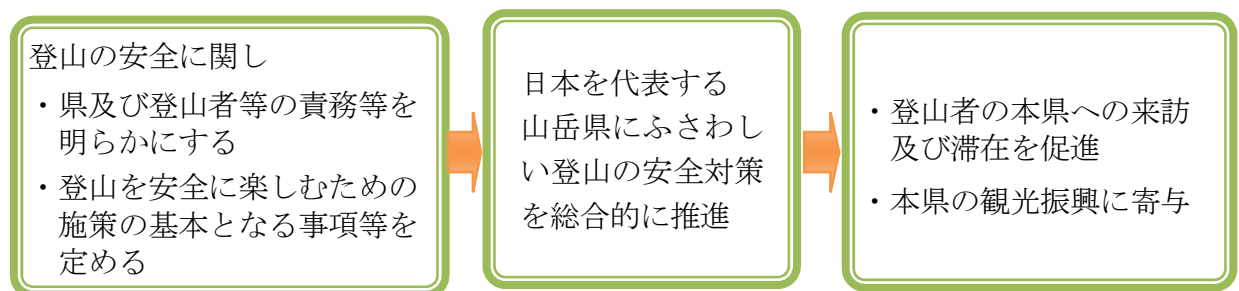 登山の安全に関し
・県及び登山者等の責務等を
明らかにする
・登山を安全に楽しむための
施策の基本となる事項等を
定める
日本を代表する
山岳県にふさわし
い登山の安全対策
を総合的に推進
・登山者の本県への来訪
及び滞在を促進
・本県の観光振興に寄与